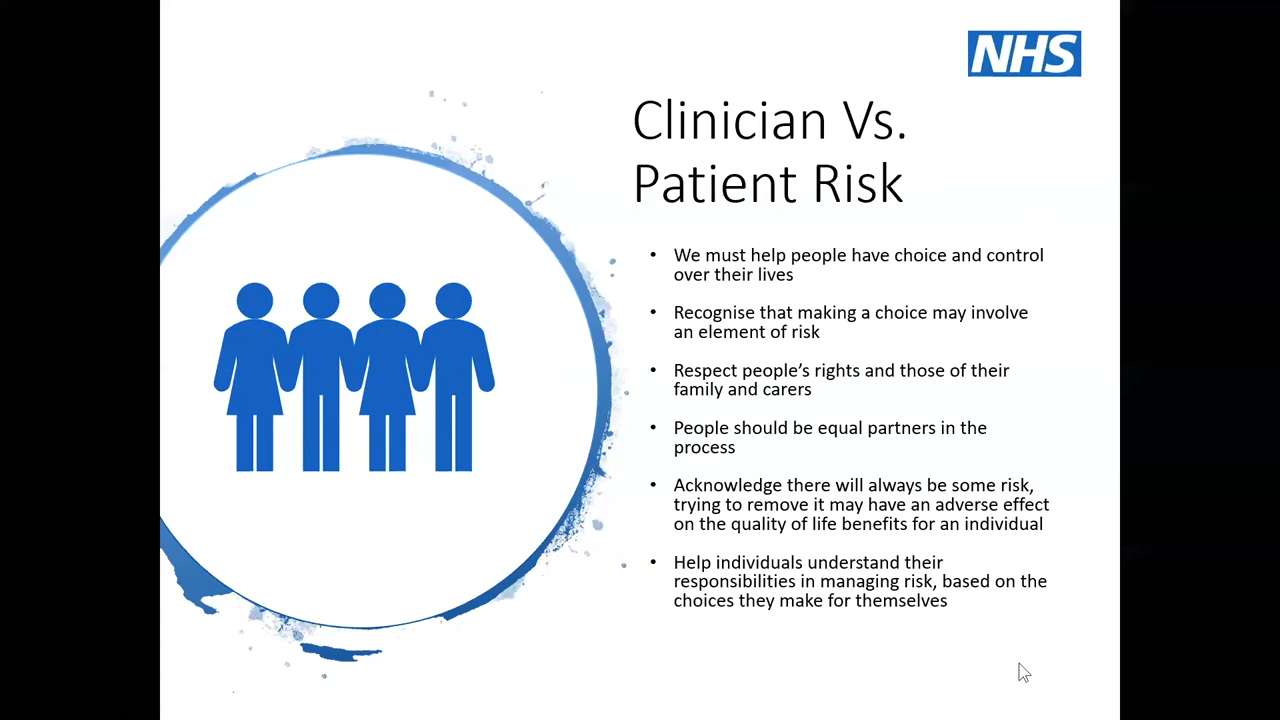 NHS
Clinician Vs.
Patient Risk
• We must help people have choice and control
over their lives
• Recognise that making a choice may involve
an element of risk
• Respect people’s rights and those of their
family and carers
• People should be equal partners in the
process
• Acknowledge there will always be some risk,
trying to remove it may have an adverse effect
on the quality of life benefits for an individual
• Help individuals understand their
responsibilities in managing risk, based on the
choices they make for themselves